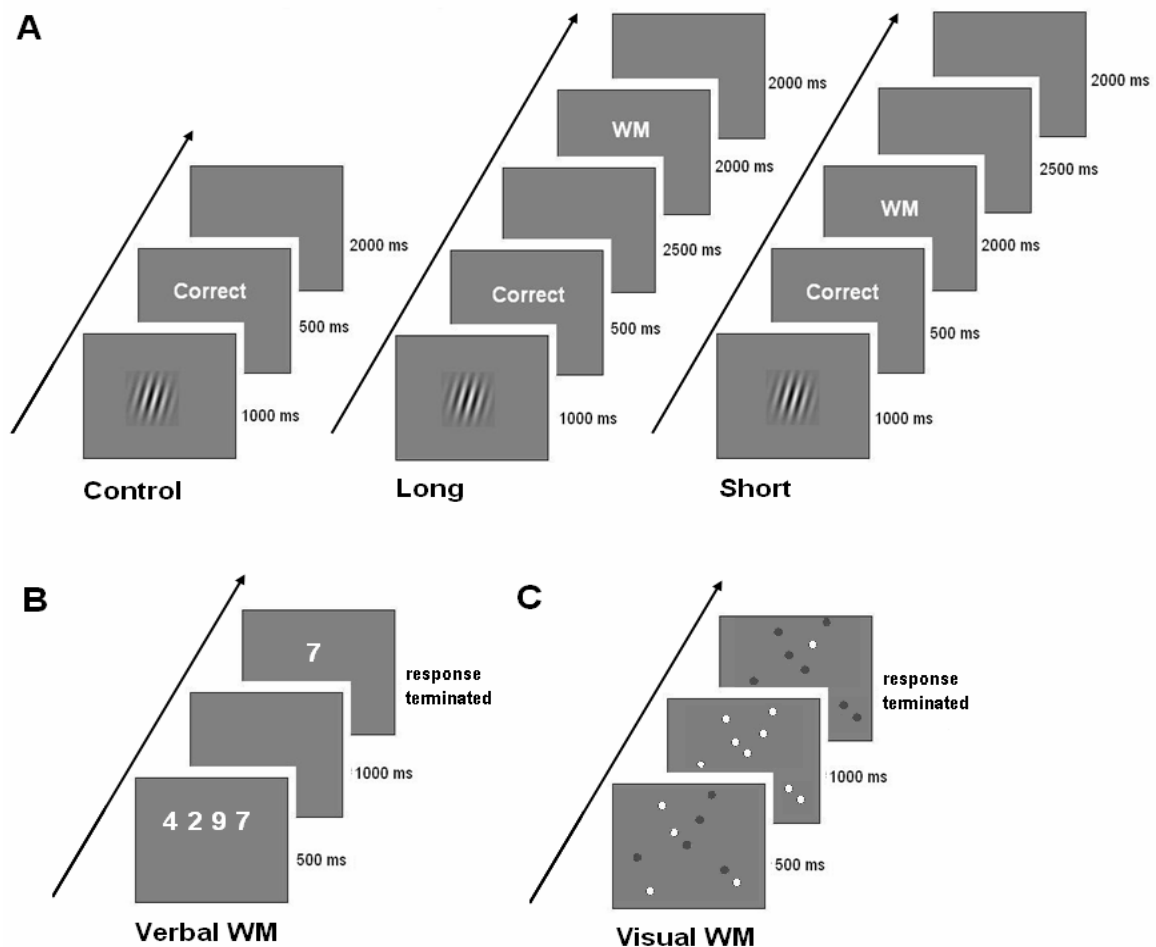 A
Correct
1000 ms
500 ms
2000 ms
Control
WM
Correct
1000 ms
500 ms
2500 ms
2000 ms
2000 ms
Long
WM
Correct
1000 ms
500 ms
2000 ms
2500 ms
2000 ms
Short
B
7
4 2 9 7
500 ms
1000 ms
response
terminated
Verbal WM
C
500 ms
1000 ms
response
terminated
Visual WM